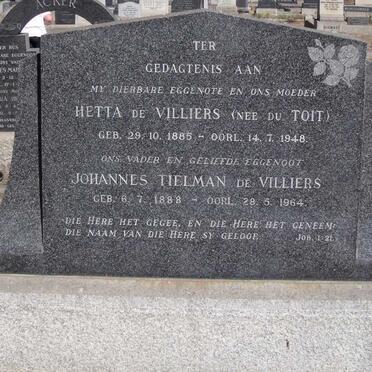 ACKER
TER
GEDAGTENIS AAN
MY DIERBARE EGGENOTE EN ONS MOEDER
HETTA DE VILLIERS (NEE DU TOIT)
GEB. 29. 10. 1885 – OORL. 14. 7. 1948.
ONS VADER EN GELIEFDE EGGENOOT
JOHANNES TIELMAN DE VILLIERS
GEB. 6. 7. 1888 – OORL. 28. 5. 1964.
DIE HERE HET GEGEE, EN DIE HERE HET GENEEM:
DIE NAAM VAN DIE HERE SY GELOOF.
JOB. 1. 21.